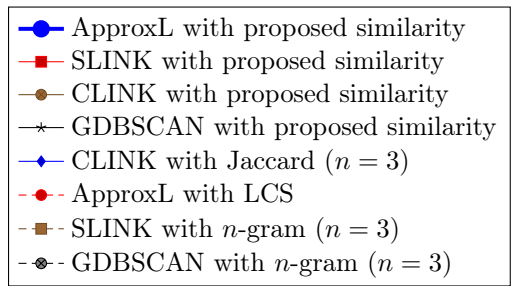 ApproxL with proposed similarity
SLINK with proposed similarity
CLINK with proposed similarity
GDBSCAN with proposed similarity
CLINK with Jaccard (n = 3)
ApproxL with LCS
SLINK with n-gram (n = 3)
GDBSCAN with n-gram (n = 3)